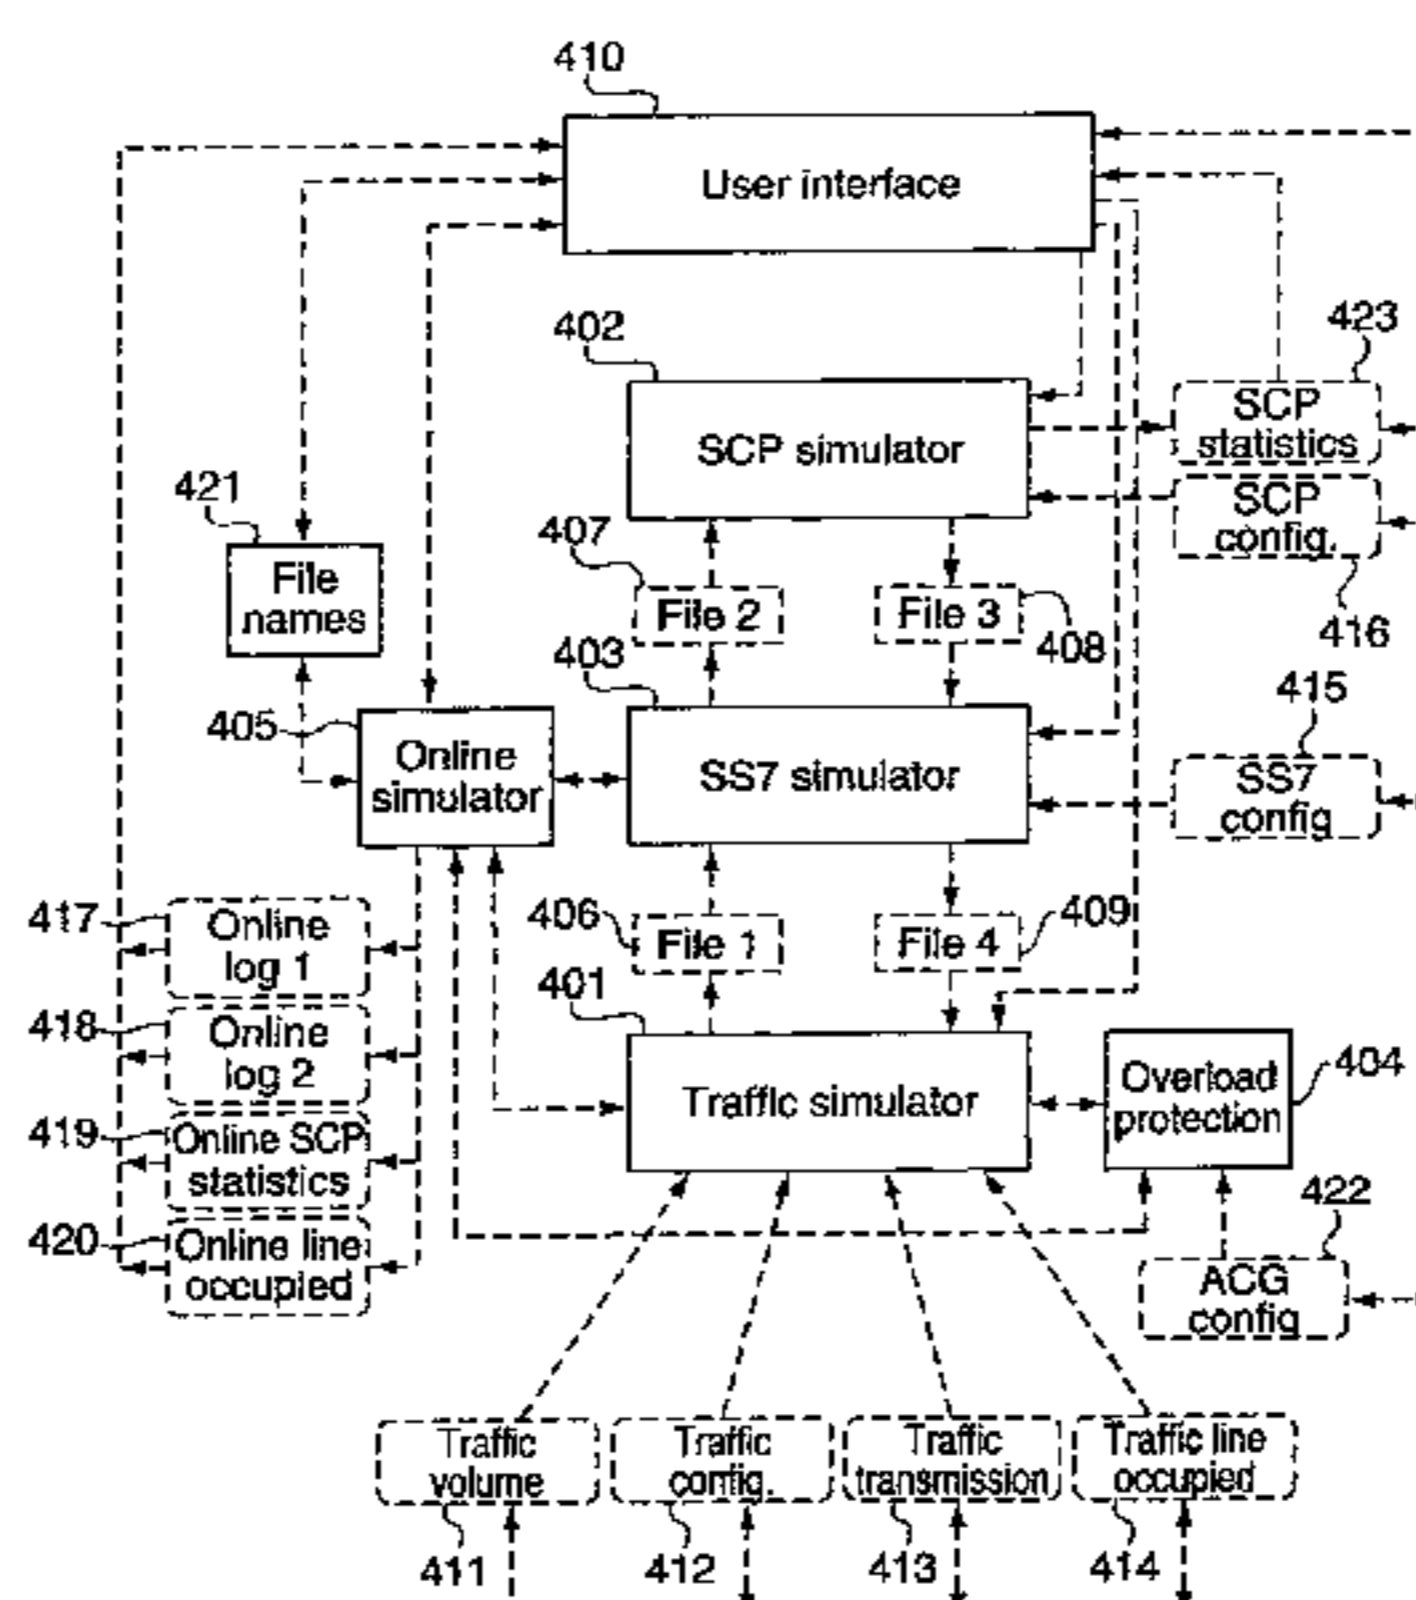 410
User interface
402
423
SCP simulator
SCP
statistics
SCP
config.
421
407
File
names
File 2
File 3
408
416
403
415
405
Online
simulator
SS7 simulator
SS7
config
417
Online
log 1
406
File 1
File 4
409
401
418
Online
log 2
Traffic simulator
Overload
protection
404
419
Online SCP
statistics
422
420
Online line
occupied
ACG
config
Traffic
volume
Traffic
config.
Traffic
transmission
Traffic line
occupied
411
412
413
414